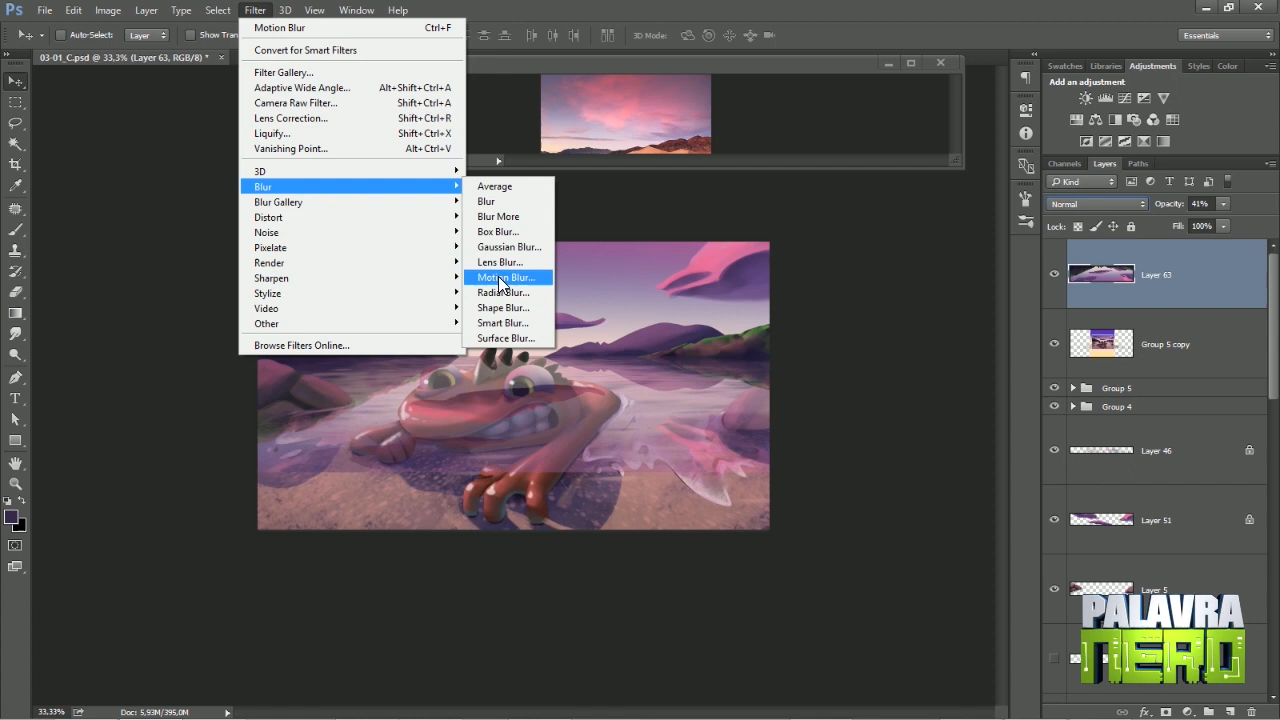 Ps File Edit Image Layer Type Select Filter 3D View Window Help
Auto-Select: Layer Show Tran 3D Mode: Essentials
03-01_C.psd @ 33,3% (Layer 63, RGB/8) * ×
Motion Blur Ctrl+F
Convert for Smart Filters
Filter Gallery...
Adaptive Wide Angle... Alt+Shift+Ctrl+A
Camera Raw Filter... Shift+Ctrl+A
Lens Correction... Shift+Ctrl+R
Liquify... Shift+Ctrl+X
Vanishing Point... Alt+Ctrl+V
3D
Blur
Blur Gallery
Distort
Noise
Pixelate
Render
Sharpen
Stylize
Video
Other
Browse Filters Online...
Average
Blur
Blur More
Box Blur...
Gaussian Blur...
Lens Blur...
Motion Blur...
Radial Blur...
Shape Blur...
Smart Blur...
Surface Blur...
Swatches Libraries Adjustments Styles Color
Add an adjustment
Channels Layers Paths
Kind
Normal Opacity: 41%
Lock: Fill: 100%
Layer 63
Group 5 copy
Group 5
Group 4
Layer 46
Layer 51
Layer 5
PALAVRA
NERD
33,33% Doc: 5,93M/395,0M